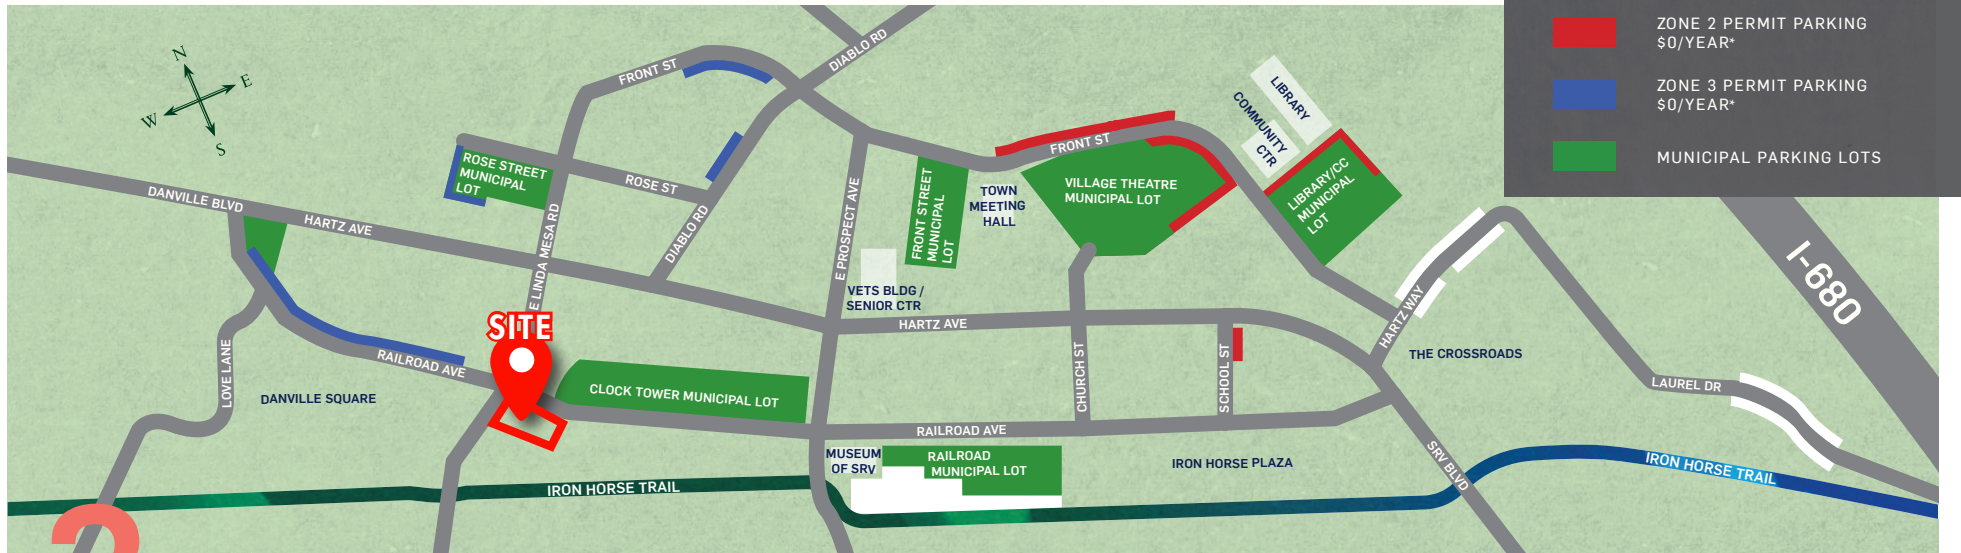 ZONE 2 PERMIT PARKING
$0/YEAR*
ZONE 3 PERMIT PARKING
$0/YEAR*
MUNICIPAL PARKING LOTS
N
E
W
S
FRONT ST
DIABLO RD
LIBRARY
COMMUNITY
CTR
ROSE STREET
MUNICIPAL
LOT
DANVILLE BLVD
HARTZ AVE
ROSE ST
E LINDA MESA RD
DIABLO RD
E PROSPECT AVE
FRONT STREET
MUNICIPAL
LOT
TOWN
MEETING
HALL
FRONT ST
VILLAGE THEATRE
MUNICIPAL LOT
LIBRARY/CC
MUNICIPAL
LOT
I-680
VETS BLDG /
SENIOR CTR
HARTZ AVE
HARTZ WAY
THE CROSSROADS
SITE
LOVE LANE
RAILROAD AVE
DANVILLE SQUARE
CLOCK TOWER MUNICIPAL LOT
CHURCH ST
SCHOOL ST
LAUREL DR
RAILROAD AVE
MUSEUM
OF SRV
RAILROAD
MUNICIPAL LOT
IRON HORSE PLAZA
SRV BLVD
IRON HORSE TRAIL
IRON HORSE TRAIL
2